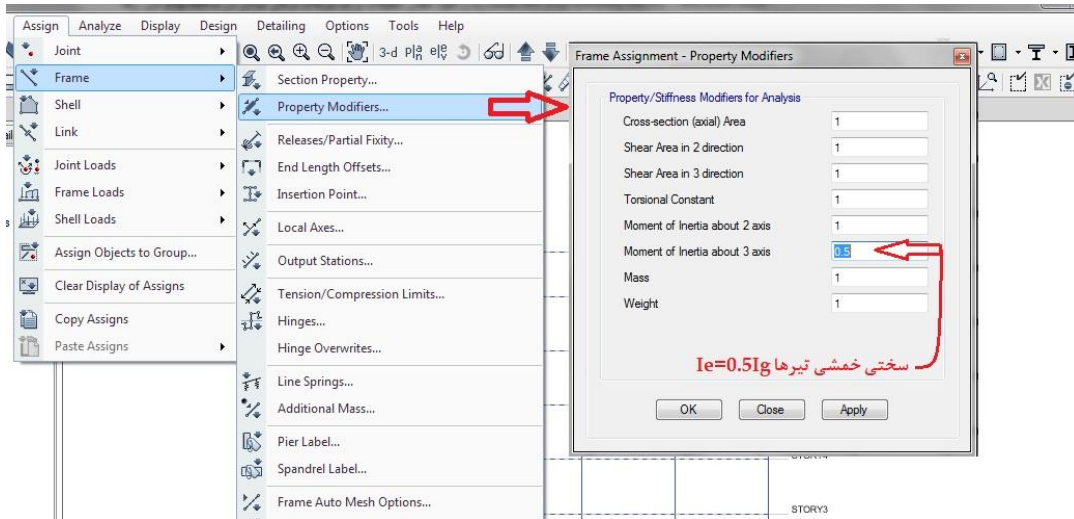 Assign Analyze Display Design Detailing Options Tools Help
Joint
Frame
Shell
Link
Joint Loads
Frame Loads
Shell Loads
Assign Objects to Group...
Clear Display of Assigns
Copy Assigns
Paste Assigns
3-d
Section Property...
Property Modifiers...
Releases/Partial Fixity...
End Length Offsets...
Insertion Point...
Local Axes...
Output Stations...
Tension/Compression Limits...
Hinges...
Hinge Overwrites...
Line Springs...
Additional Mass...
Pier Label...
Spandrel Label...
Frame Auto Mesh Options...
Frame Assignment - Property Modifiers
Property/Stiffness Modifiers for Analysis
Cross-section (axial) Area 1
Shear Area in 2 direction 1
Shear Area in 3 direction 1
Torsional Constant 1
Moment of Inertia about 2 axis 1
Moment of Inertia about 3 axis 0.5
Mass 1
Weight 1
سختی خمشی تیرها Ie=0.5Ig
OK Close Apply
STORY3